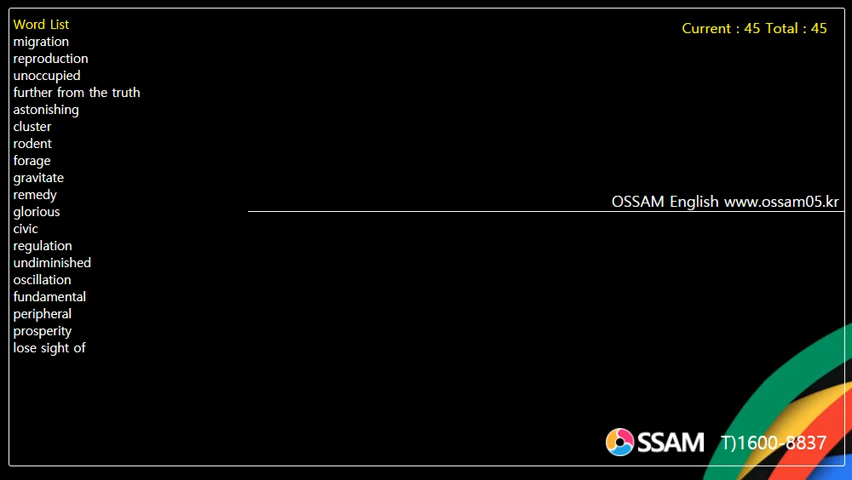 Word List
Current : 45 Total : 45
migration
reproduction
unoccupied
further from the truth
astonishing
cluster
rodent
forage
gravitate
remedy
OSSAM English www.ossam05.kr
glorious
civic
regulation
undiminished
oscillation
fundamental
peripheral
prosperity
lose sight of
OSSAM T)1600-8837